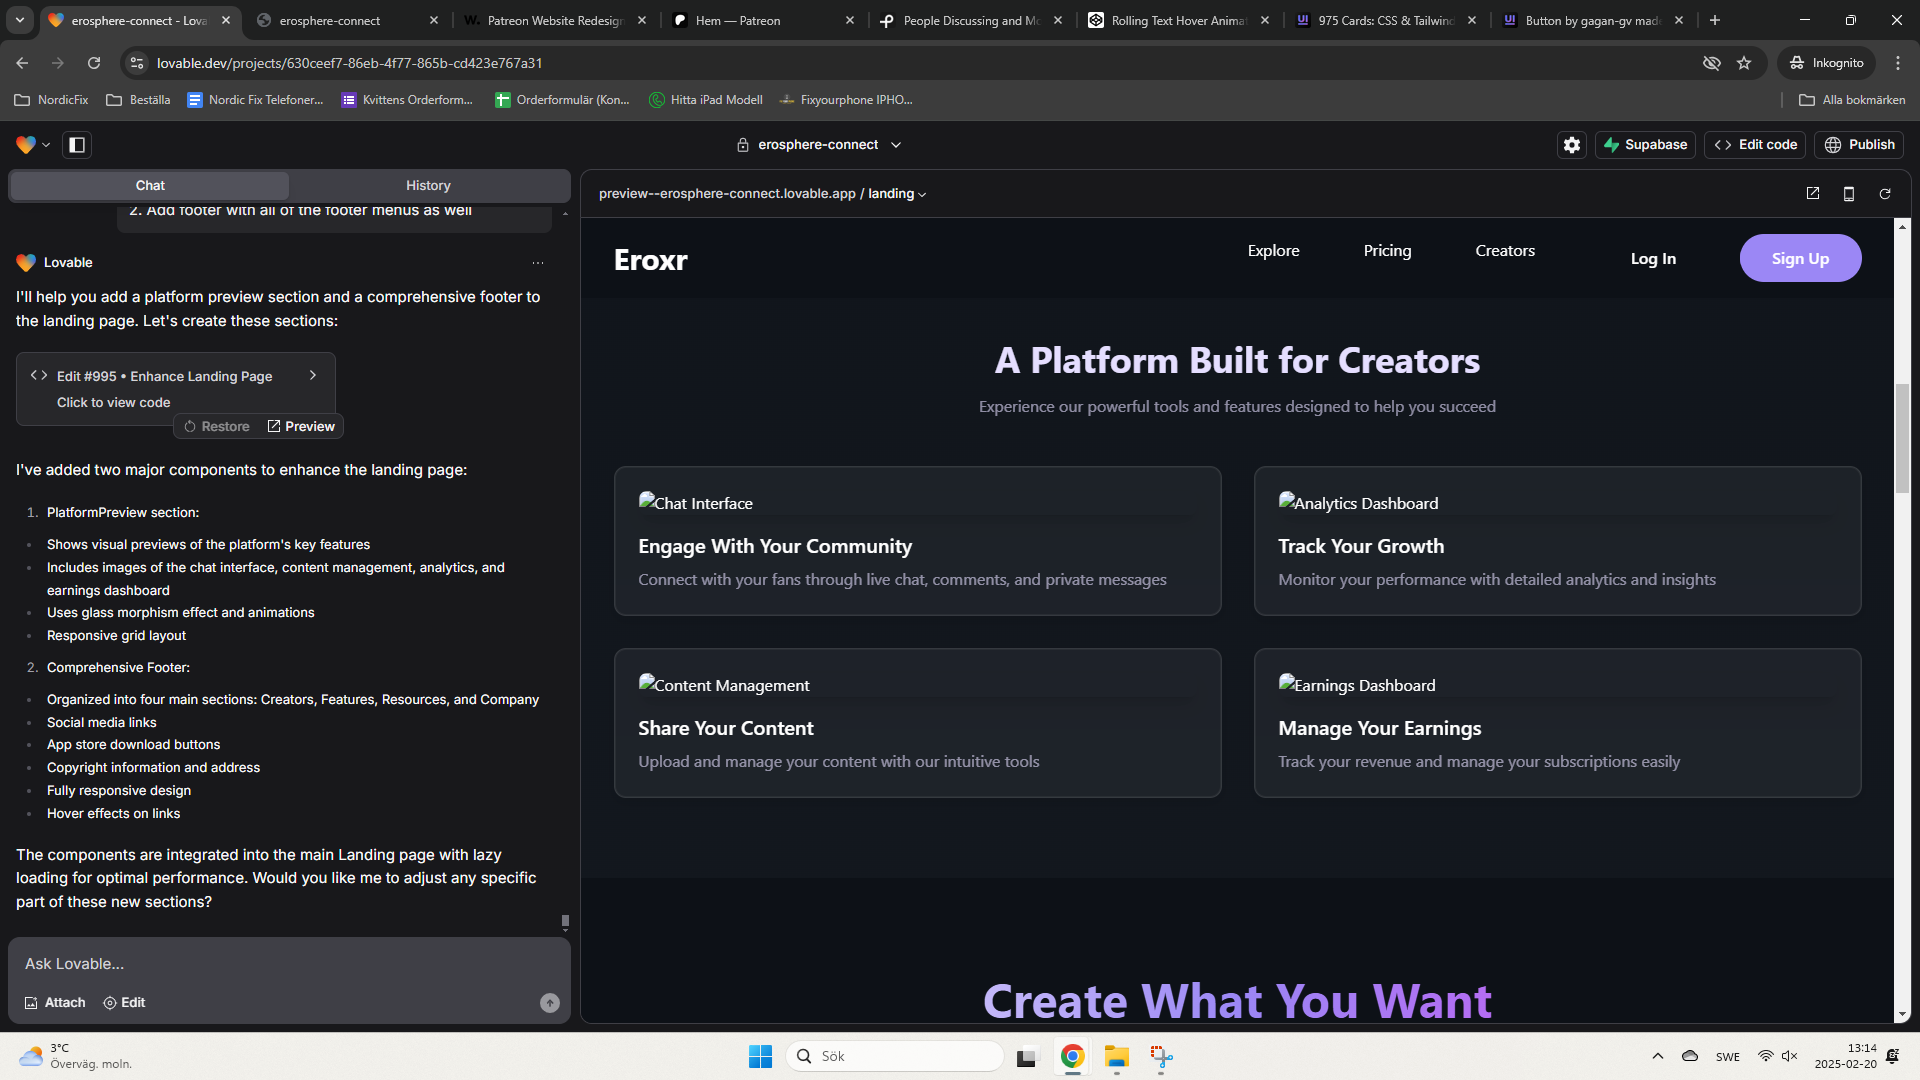 erosphere-connect - Lova
erosphere-connect
Patreon Website Redesign
Hem — Patreon
People Discussing and Mo
Rolling Text Hover Animat
975 Cards: CSS & Tailwind
Button by gagan-gv made
lovable.dev/projects/630ceef7-86eb-4f77-865b-cd423e767a31
Inkognito
NordicFix
Beställa
Nordic Fix Telefoner...
Kvittens Orderform...
Orderformulär (Kon...
Hitta iPad Modell
Fixyourphone IPHO...
Alla bokmärken
erosphere-connect
Supabase
Edit code
Publish
Chat
History
2. Add footer with all of the footer menus as well
Lovable
I'll help you add a platform preview section and a comprehensive footer to
the landing page. Let's create these sections:
Edit #995 • Enhance Landing Page
Click to view code
Restore
Preview
I've added two major components to enhance the landing page:
1. PlatformPreview section:
• Shows visual previews of the platform's key features
• Includes images of the chat interface, content management, analytics, and
earnings dashboard
• Uses glass morphism effect and animations
• Responsive grid layout
2. Comprehensive Footer:
• Organized into four main sections: Creators, Features, Resources, and Company
• Social media links
• App store download buttons
• Copyright information and address
• Fully responsive design
• Hover effects on links
The components are integrated into the main Landing page with lazy
loading for optimal performance. Would you like me to adjust any specific
part of these new sections?
Ask Lovable...
Attach
Edit
preview--erosphere-connect.lovable.app / landing
Eroxr
Explore
Pricing
Creators
Log In
Sign Up
A Platform Built for Creators
Experience our powerful tools and features designed to help you succeed
Chat Interface
Engage With Your Community
Connect with your fans through live chat, comments, and private messages
Analytics Dashboard
Track Your Growth
Monitor your performance with detailed analytics and insights
Content Management
Share Your Content
Upload and manage your content with our intuitive tools
Earnings Dashboard
Manage Your Earnings
Track your revenue and manage your subscriptions easily
Create What You Want
3°C
Överväg. moln.
Sök
SWE
13:14
2025-02-20